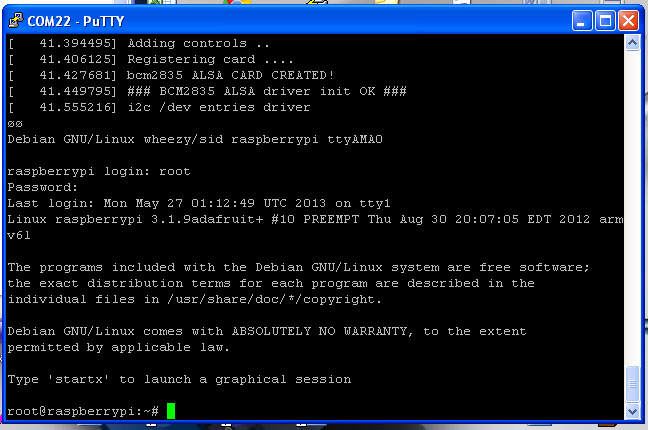 COM22 - PuTTY
[   41.394495] Adding controls ..
[   41.406125] Registering card ....
[   41.427681] bcm2835 ALSA CARD CREATED!
[   41.449795] ### BCM2835 ALSA driver init OK ###
[   41.555216] i2c /dev entries driver
øø
Debian GNU/Linux wheezy/sid raspberrypi ttyAMA0
raspberrypi login: root
Password:
Last login: Mon May 27 01:12:49 UTC 2013 on tty1
Linux raspberrypi 3.1.9adafruit+ #10 PREEMPT Thu Aug 30 20:07:05 EDT 2012 arm
v6l
The programs included with the Debian GNU/Linux system are free software;
the exact distribution terms for each program are described in the
individual files in /usr/share/doc/*/copyright.
Debian GNU/Linux comes with ABSOLUTELY NO WARRANTY, to the extent
permitted by applicable law.
Type 'startx' to launch a graphical session
root@raspberrypi:~#